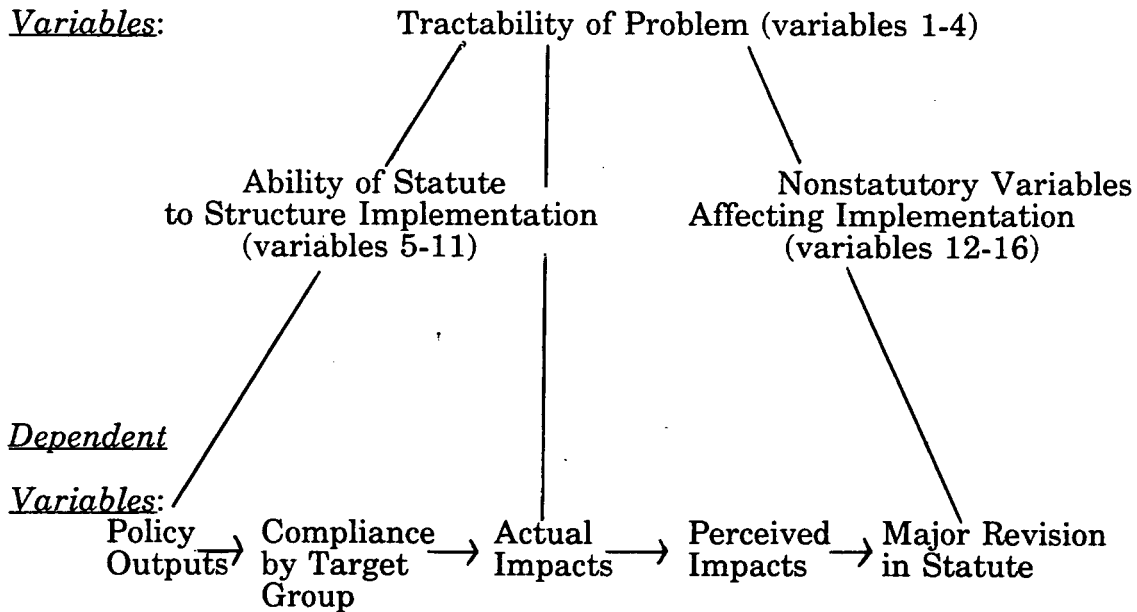 Variables: Tractability of Problem (variables 1-4)
Ability of Statute
to Structure Implementation
(variables 5-11)
Nonstatutory Variables
Affecting Implementation
(variables 12-16)
Dependent
Variables:
Policy
Outputs
Compliance
by Target
Group
Actual
Impacts
Perceived
Impacts
Major Revision
in Statute